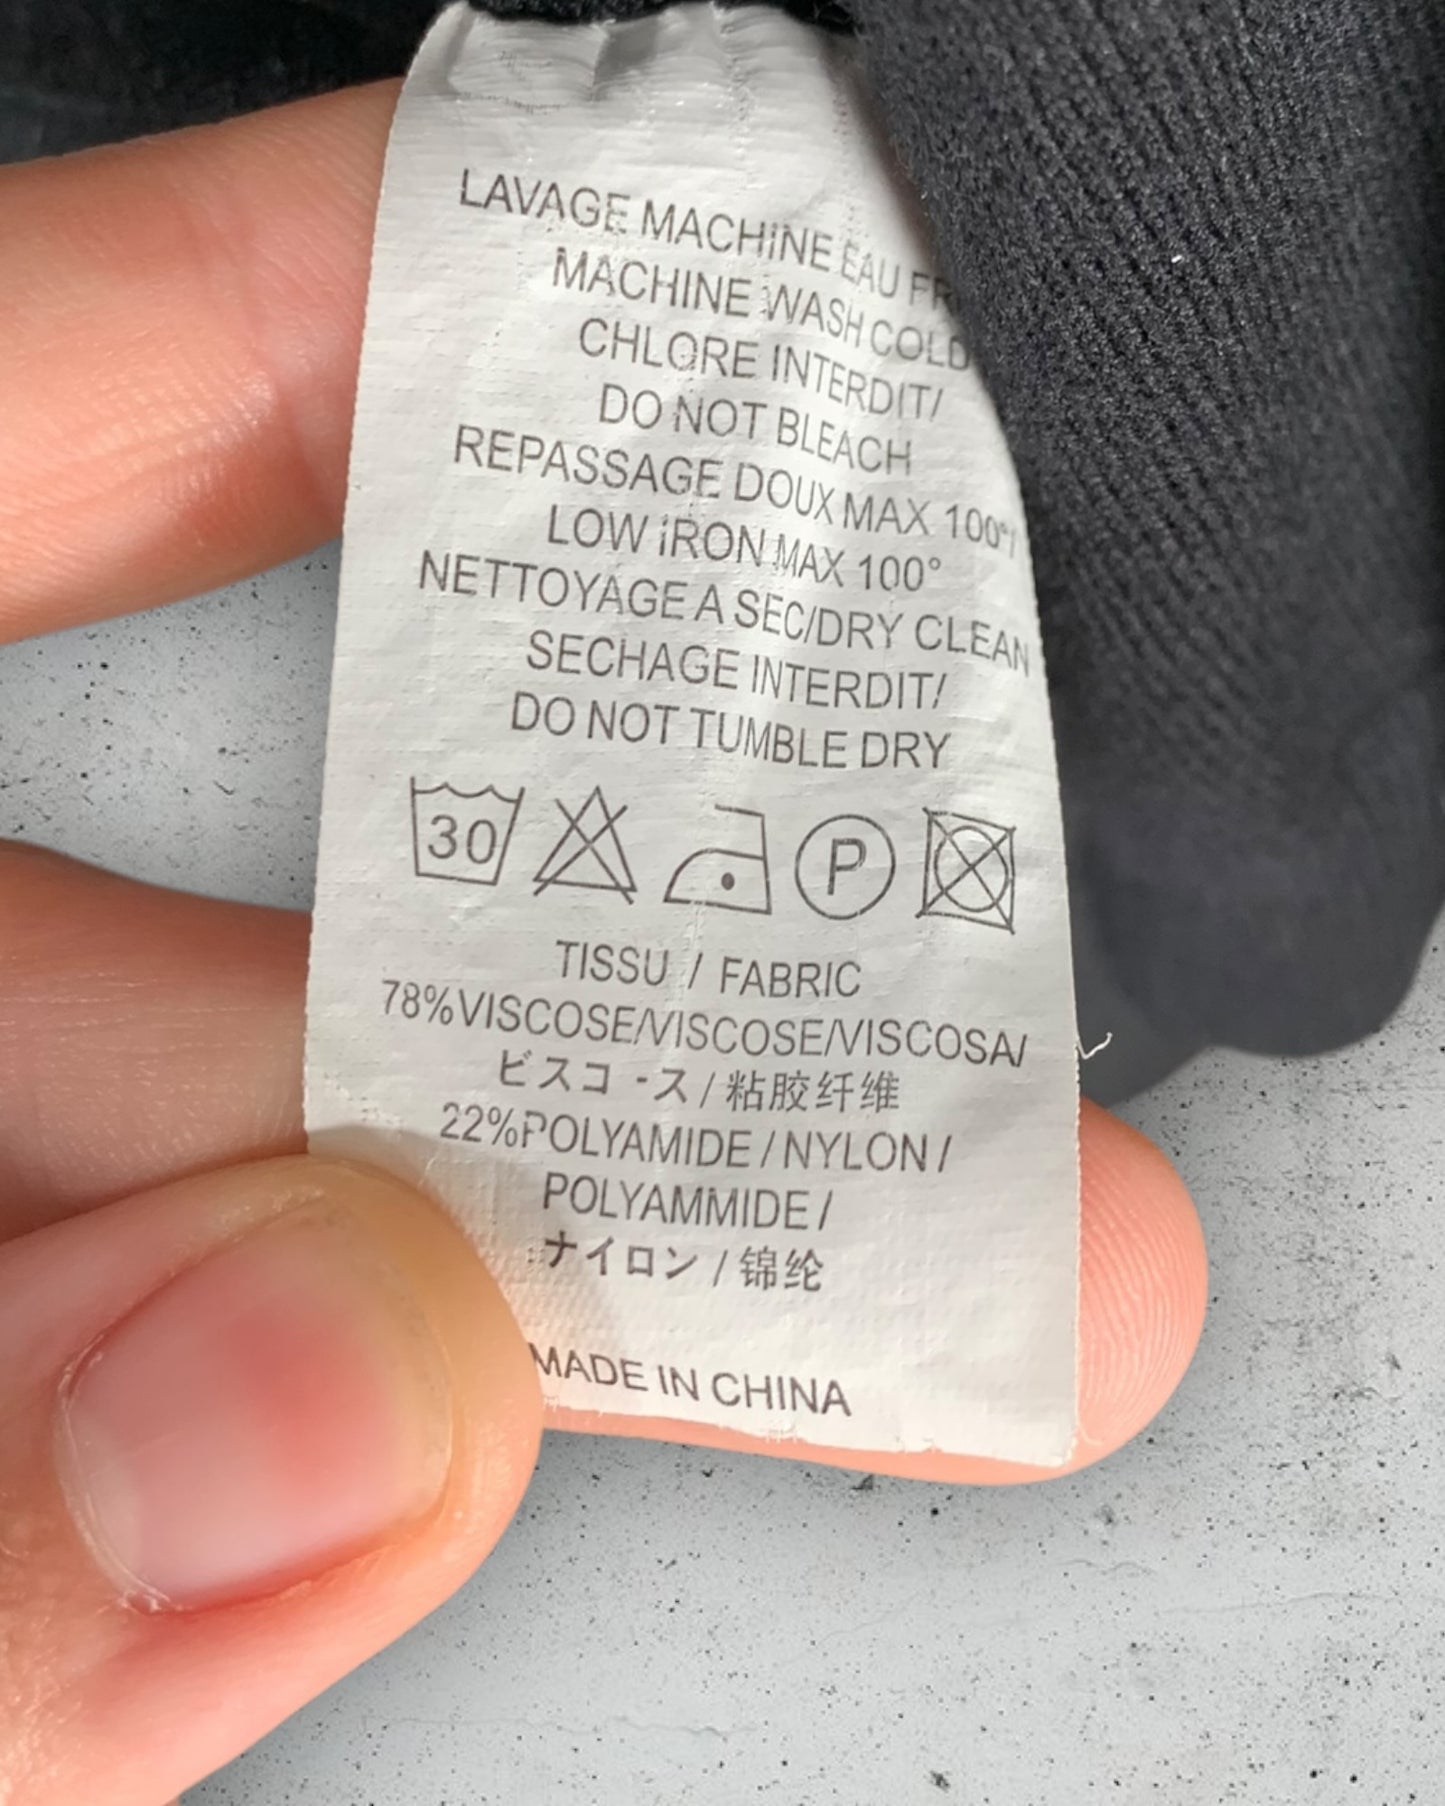 LAVAGE MACHINE EAU FR
MACHINE WASH COLD
CHLORE INTERDIT/
DO NOT BLEACH
REPASSAGE DOUX MAX 100°/
LOW iRON MAX 100°
NETTOYAGE A SEC/DRY CLEAN
SECHAGE INTERDIT/
DO NOT TUMBLE DRY
30 P
TISSU / FABRIC
78%VISCOSE/VISCOSE/VISCOSA/
ビスコ-ス/粘胶纤维
22%POLYAMIDE/NYLON/
POLYAMMIDE/
ナイロン/锦纶
MADE IN CHINA